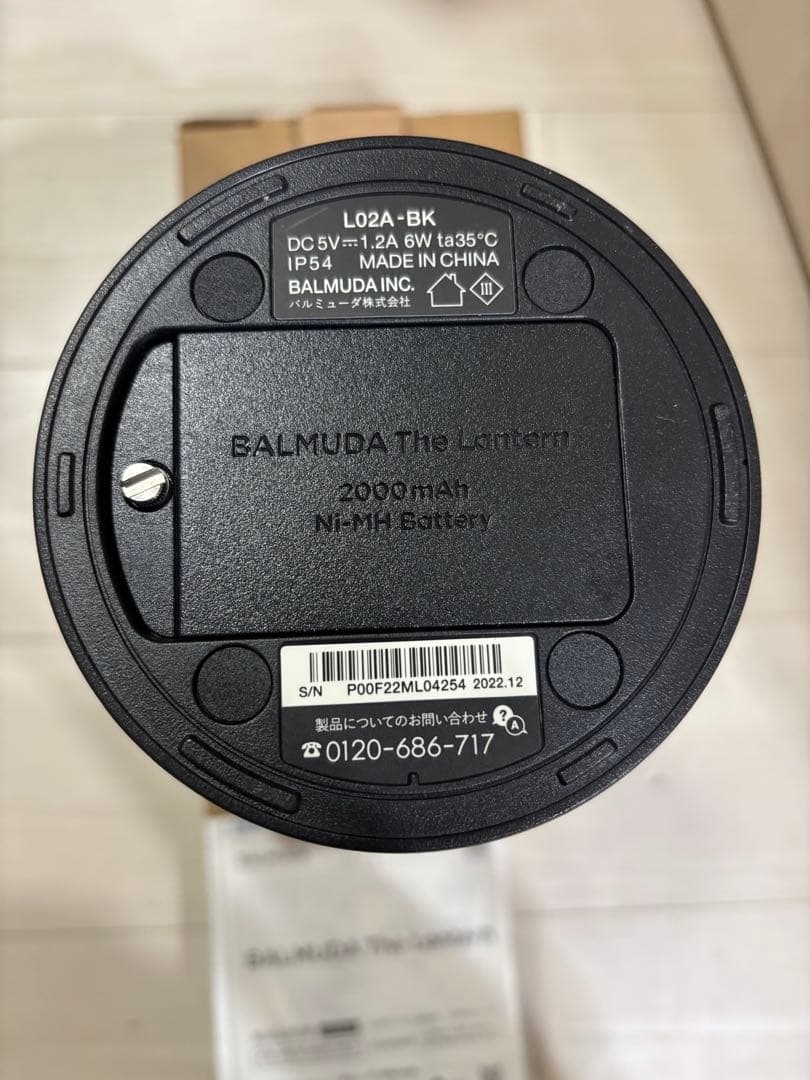 L02A-BK
DC 5V⎓1.2A 6W ta35°C
IP54 MADE IN CHINA
BALMUDA INC.
バルミューダ株式会社
III
BALMUDA The Lantern
2000mAh
Ni-MH Battery
S/N P00F22ML04254 2022.12
製品についてのお問い合わせ ? A
☎0120-686-717
BALMUDA The Lantern